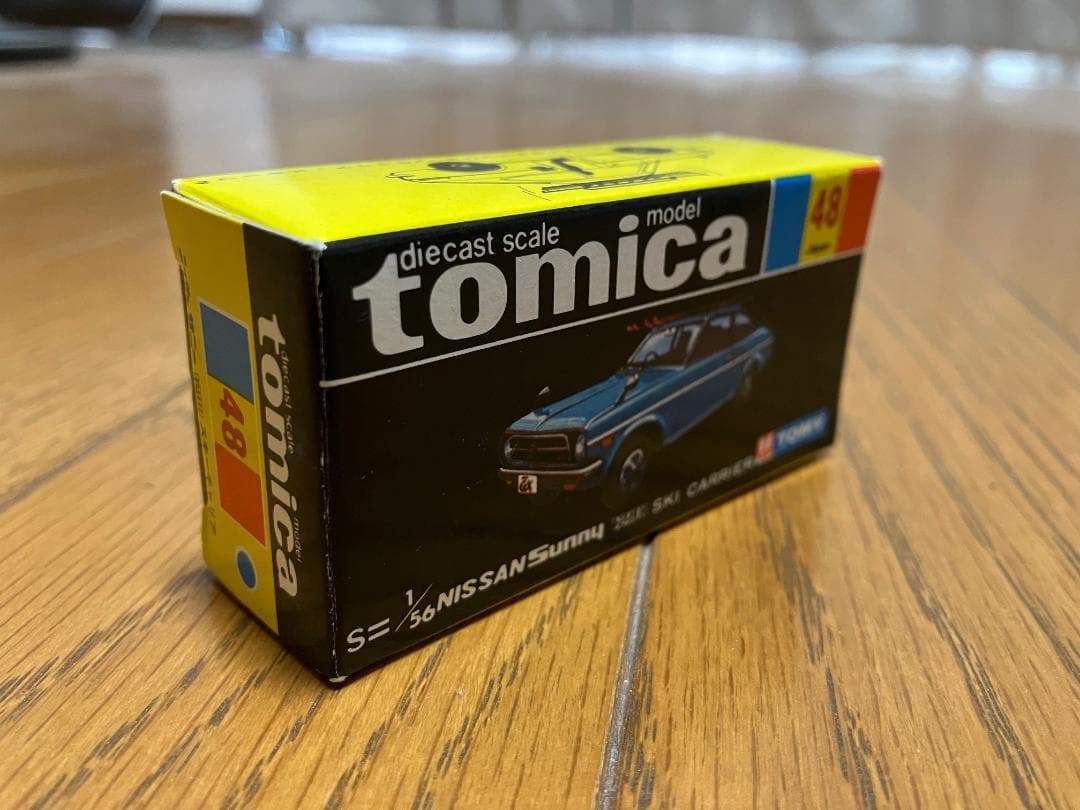 diecast scale model
tomica
48
S=1/56 NISSAN Sunny SKI CARRIER
TOMY
48
diecast scale model
tomica